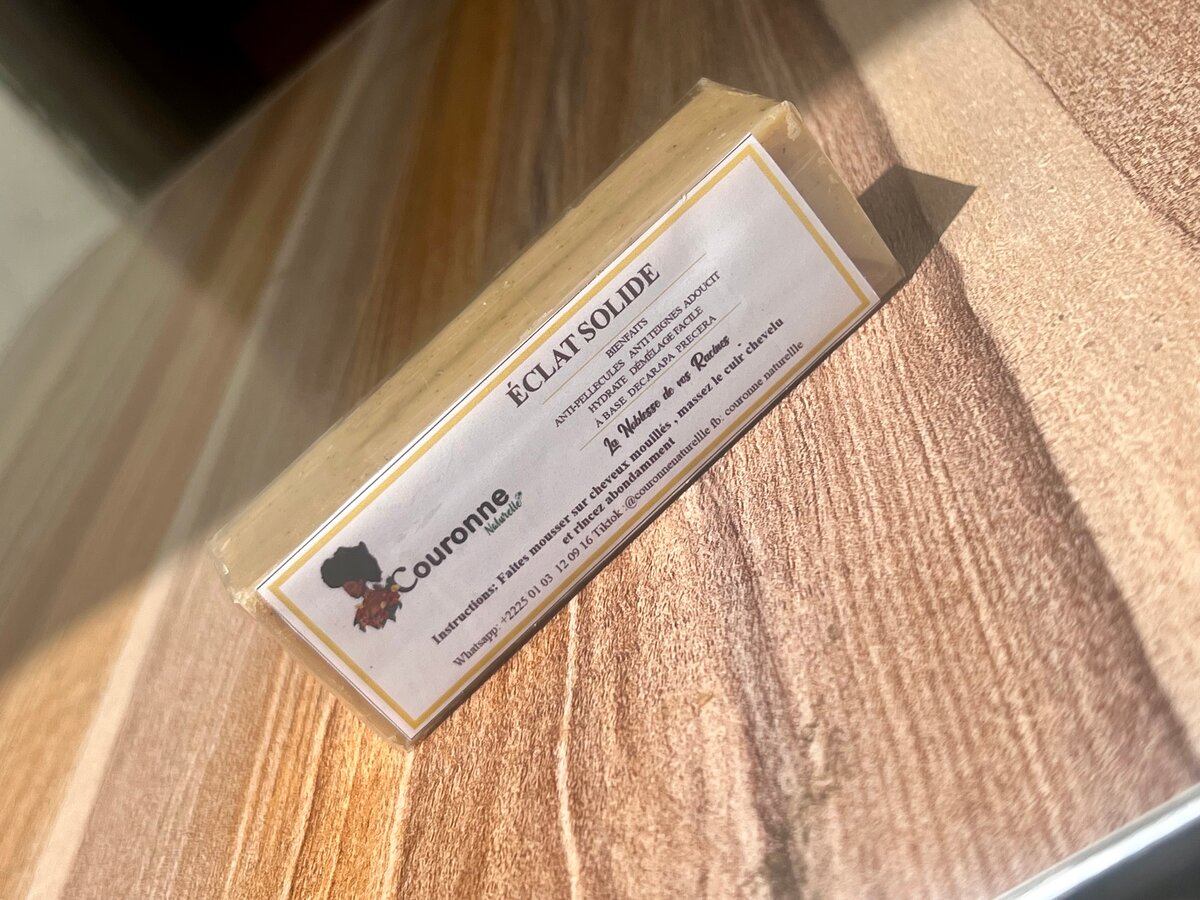 ÉCLAT SOLIDE
BIENFAITS
ANTI-PELLECULES ANTI TEIGNES ADOUCIT
HYDRATE DÉMÊLAGE FACILE
A BASE DECARAPA PRECERA
La Noblesse de vos Racines
Couronne
Naturelle
Instructions: Faites mousser sur cheveux mouillés , massez le cuir chevelu
et rincez abondamment
Whatsapp: +2225 01 03 12 09 16 Tiktok :@couronnenaturellle fb. couronne naturelle